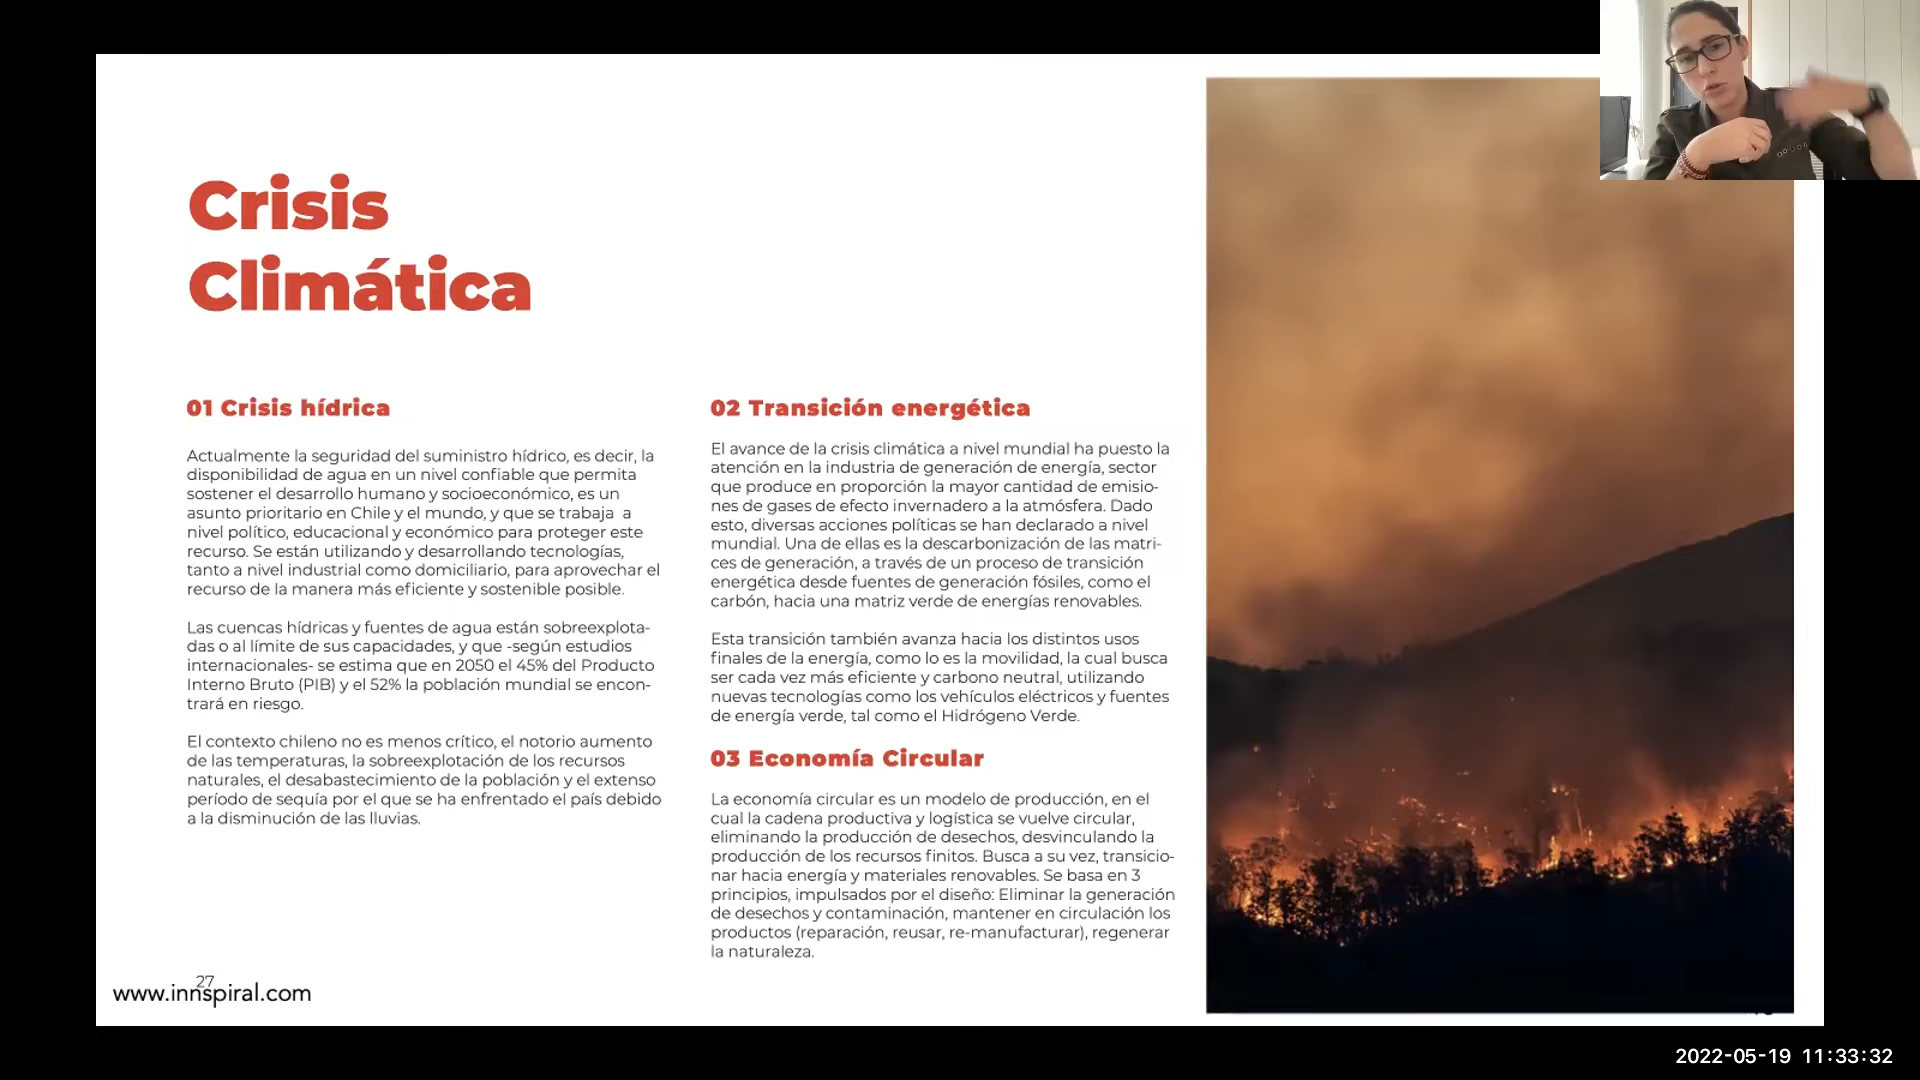 Crisis
Climática
01 Crisis hídrica
Actualmente la seguridad del suministro hídrico, es decir, la
disponibilidad de agua en un nivel confiable que permita
sostener el desarrollo humano y socioeconómico, es un
asunto prioritario en Chile y el mundo, y que se trabaja a
nivel político, educacional y económico para proteger este
recurso. Se están utilizando y desarrollando tecnologías,
tanto a nivel industrial como domiciliario, para aprovechar el
recurso de la manera más eficiente y sostenible posible.
Las cuencas hídricas y fuentes de agua están sobreexplota-
das o al límite de sus capacidades, y que -según estudios
internacionales- se estima que en 2050 el 45% del Producto
Interno Bruto (PIB) y el 52% la población mundial se encon-
trará en riesgo.
El contexto chileno no es menos crítico, el notorio aumento
de las temperaturas, la sobreexplotación de los recursos
naturales, el desabastecimiento de la población y el extenso
período de sequía por el que se ha enfrentado el país debido
a la disminución de las lluvias.
02 Transición energética
El avance de la crisis climática a nivel mundial ha puesto la
atención en la industria de generación de energía, sector
que produce en proporción la mayor cantidad de emisio-
nes de gases de efecto invernadero a la atmósfera. Dado
esto, diversas acciones políticas se han declarado a nivel
mundial. Una de ellas es la descarbonización de las matri-
ces de generación, a través de un proceso de transición
energética desde fuentes de generación fósiles, como el
carbón, hacia una matriz verde de energías renovables.
Esta transición también avanza hacia los distintos usos
finales de la energía, como lo es la movilidad, la cual busca
ser cada vez más eficiente y carbono neutral, utilizando
nuevas tecnologías como los vehículos eléctricos y fuentes
de energía verde, tal como el Hidrógeno Verde.
03 Economía Circular
La economía circular es un modelo de producción, en el
cual la cadena productiva y logística se vuelve circular,
eliminando la producción de desechos, desvinculando la
producción de los recursos finitos. Busca a su vez, transicio-
nar hacia energía y materiales renovables. Se basa en 3
principios, impulsados por el diseño: Eliminar la generación
de desechos y contaminación, mantener en circulación los
productos (reparación, reusar, re-manufacturar), regenerar
la naturaleza.
27
www.innspiral.com
2022-05-19 11:33:32